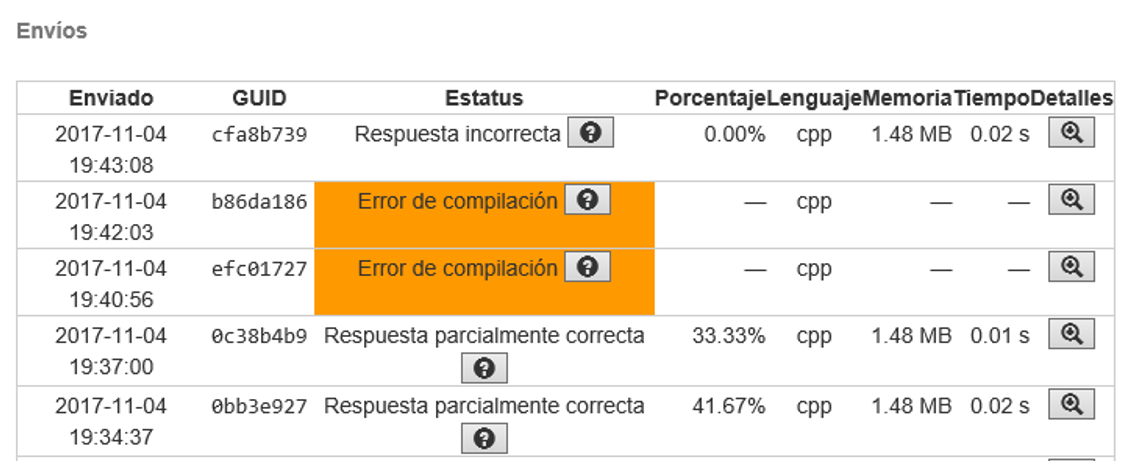 Envíos
Enviado GUID Estatus Porcentaje Lenguaje Memoria Tiempo Detalles
2017-11-04 cfa8b739 Respuesta incorrecta 0.00% cpp 1.48 MB 0.02 s
19:43:08
2017-11-04 b86da186 Error de compilación — cpp — —
19:42:03
2017-11-04 efc01727 Error de compilación — cpp — —
19:40:56
2017-11-04 0c38b4b9 Respuesta parcialmente correcta 33.33% cpp 1.48 MB 0.01 s
19:37:00
2017-11-04 0bb3e927 Respuesta parcialmente correcta 41.67% cpp 1.48 MB 0.02 s
19:34:37